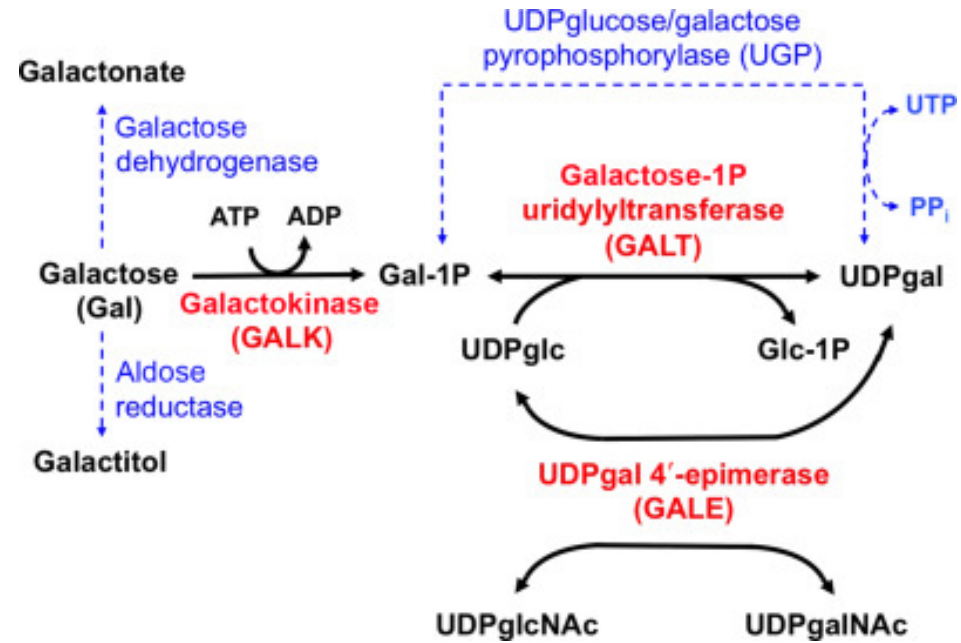 UDPglucose/galactose
pyrophosphorylase (UGP)
Galactonate
UTP
Galactose
dehydrogenase
PPi
Galactose-1P
uridylyltransferase
(GALT)
ATP
ADP
Galactose
(Gal)
Gal-1P
UDPgal
Galactokinase
(GALK)
UDPglc
Glc-1P
Aldose
reductase
Galactitol
UDPgal 4′-epimerase
(GALE)
UDPglcNAc
UDPgalNAc